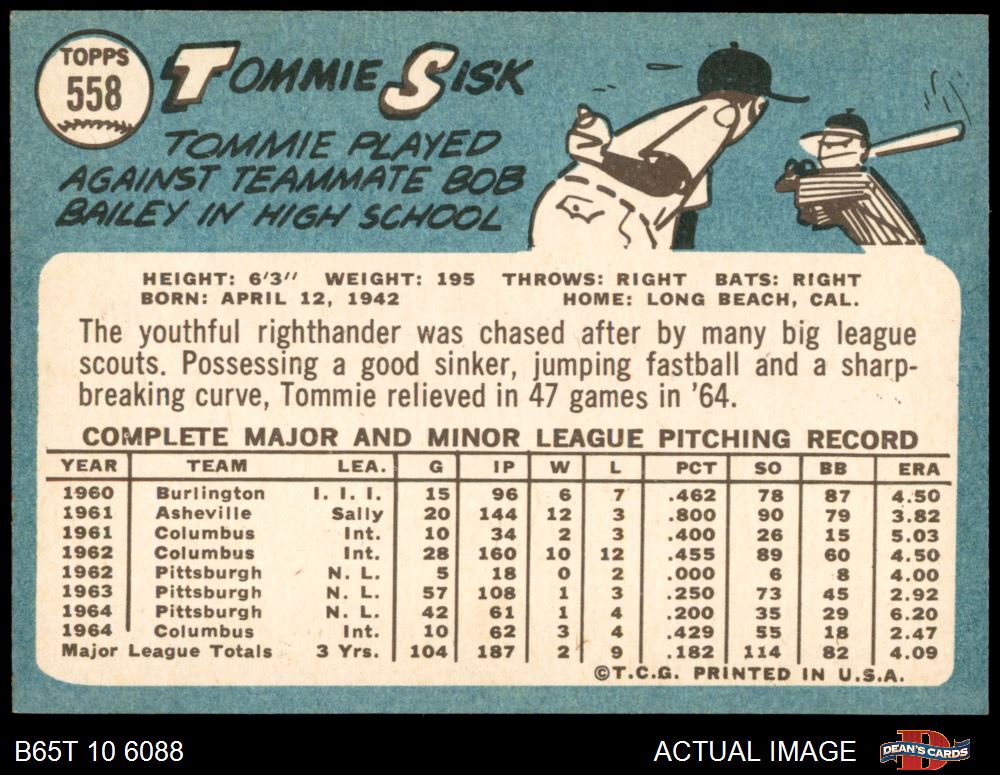 TOPPS
558
TOMMIE SISK
TOMMIE PLAYED
AGAINST TEAMMATE BOB
BAILEY IN HIGH SCHOOL
HEIGHT: 6'3" WEIGHT: 195 THROWS: RIGHT BATS: RIGHT
BORN: APRIL 12, 1942 HOME: LONG BEACH, CAL.
The youthful righthander was chased after by many big league
scouts. Possessing a good sinker, jumping fastball and a sharp-
breaking curve, Tommie relieved in 47 games in '64.
COMPLETE MAJOR AND MINOR LEAGUE PITCHING RECORD
YEAR TEAM LEA. G IP W L PCT SO BB ERA
1960 Burlington I. I. I. 15 96 6 7 .462 78 87 4.50
1961 Asheville Sally 20 144 12 3 .800 90 79 3.82
1961 Columbus Int. 10 34 2 3 .400 26 15 5.03
1962 Columbus Int. 28 160 10 12 .455 89 60 4.50
1962 Pittsburgh N. L. 5 18 0 2 .000 6 8 4.00
1963 Pittsburgh N. L. 57 108 1 3 .250 73 45 2.92
1964 Pittsburgh N. L. 42 61 1 4 .200 35 29 6.20
1964 Columbus Int. 10 62 3 4 .429 55 18 2.47
Major League Totals 3 Yrs. 104 187 2 9 .182 114 82 4.09
©T.C.G. PRINTED IN U.S.A.
B65T 10 6088 ACTUAL IMAGE D DEAN'S CARDS